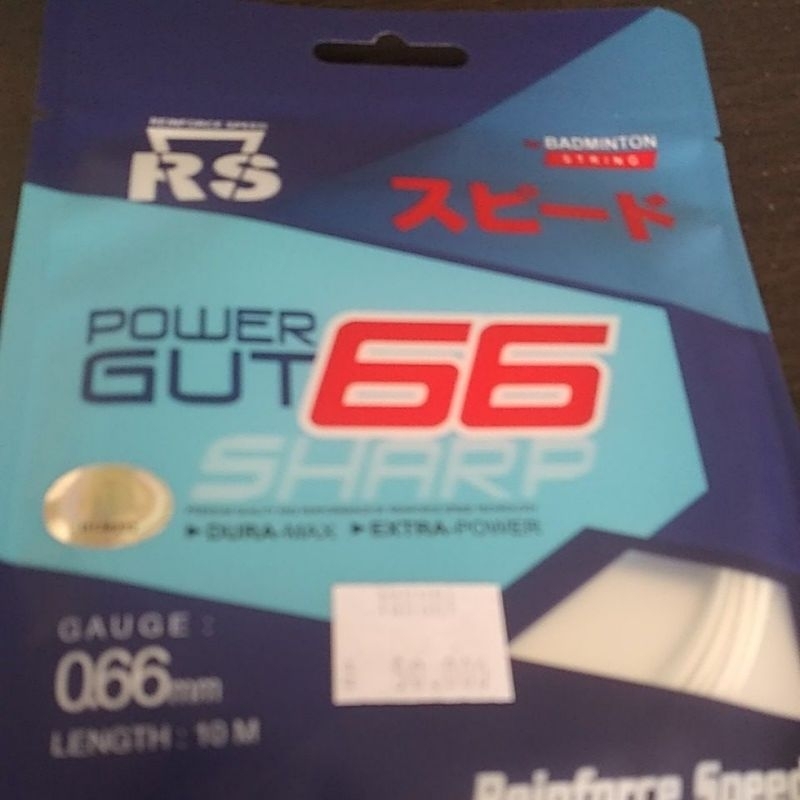 REINFORCE SPEED
RS
for BADMINTON
STRING
スピード
POWER
GUT 66
SHARP
DURA-MAX EXTRA-POWER
GAUGE :
0.66mm
LENGTH : 10 M
Reinforce Speed